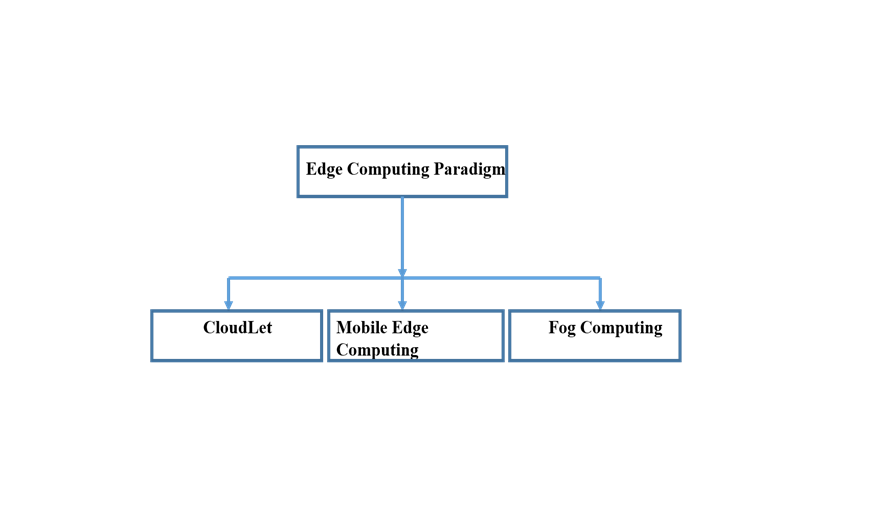 Edge Computing Paradigm
CloudLet
Mobile Edge
Computing
Fog Computing